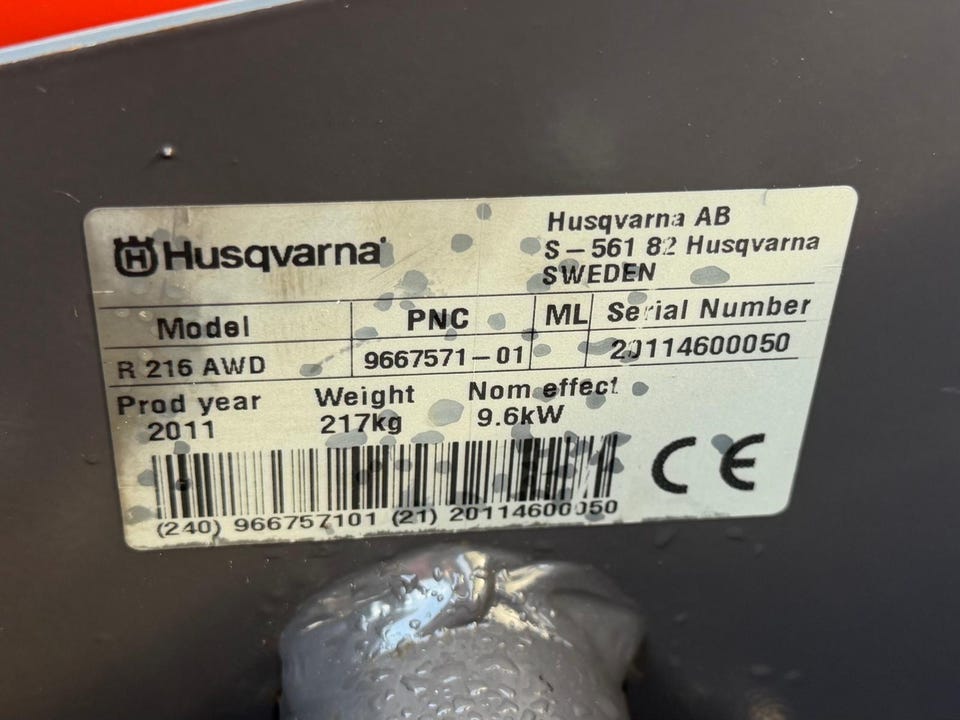 Husqvarna
Husqvarna AB
S-561 82 Husqvarna
SWEDEN
Model PNC ML Serial Number
R 216 AWD 9667571-01 20114600050
Prod year Weight Nom effect
2011 217kg 9.6kW
CE
(240) 966757101 (21) 20114600050